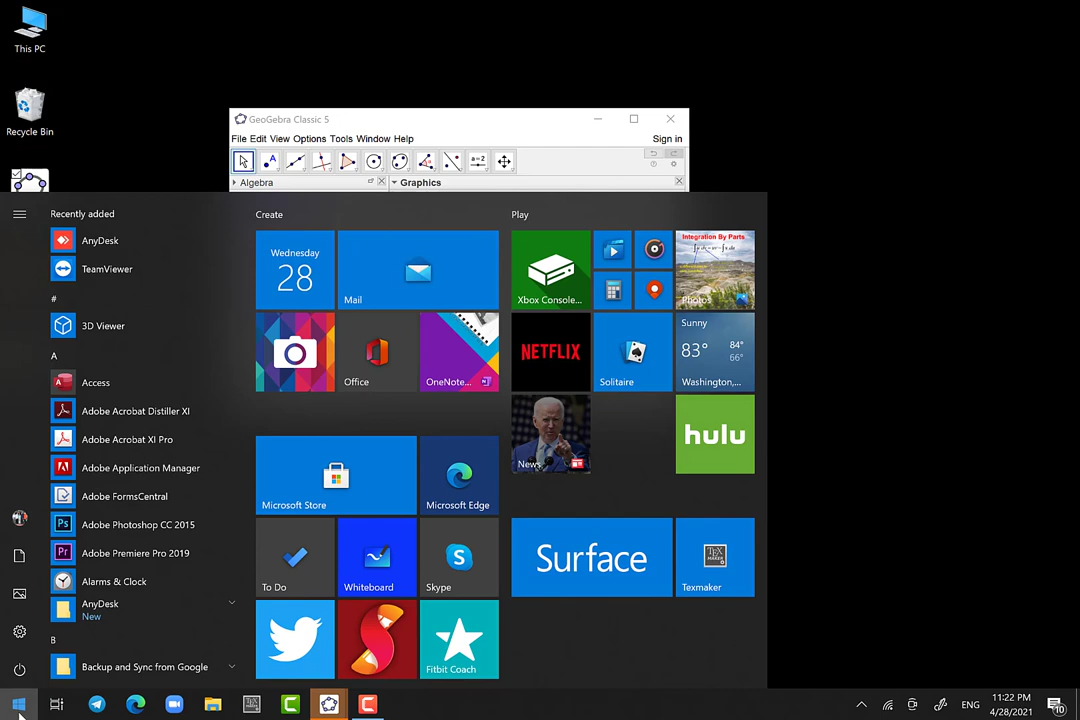 This PC
Recycle Bin
GeoGebra Classic 5
File Edit View Options Tools Window Help
Sign in
A
a=2
Algebra
Graphics
Recently added
AnyDesk
TeamViewer
#
3D Viewer
A
Access
Adobe Acrobat Distiller XI
Adobe Acrobat XI Pro
Adobe Application Manager
Adobe FormsCentral
Adobe Photoshop CC 2015
Adobe Premiere Pro 2019
Alarms & Clock
AnyDesk
New
B
Backup and Sync from Google
Create
Wednesday
28
Mail
Office
OneNote...
Microsoft Store
Microsoft Edge
To Do
Whiteboard
Skype
Fitbit Coach
Play
Xbox Console...
Integration By Parts
Photos
NETFLIX
Solitaire
Sunny
83° 84°
66°
Washington,...
News
hulu
Surface
TEX
MAKER
Texmaker
ENG
11:22 PM
4/28/2021
10